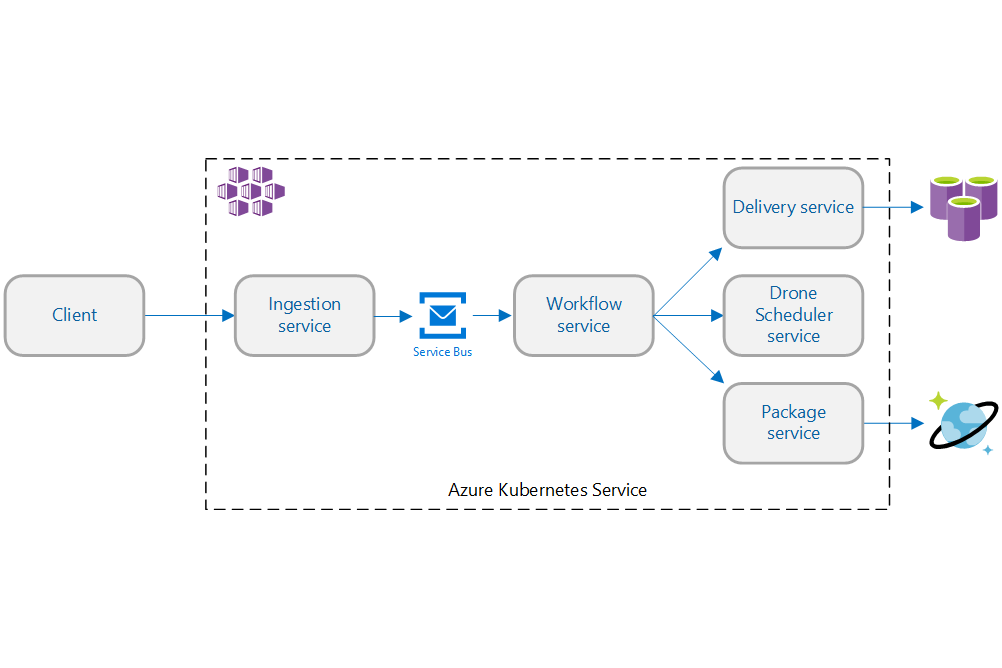 Client
Ingestion
service
Service Bus
Workflow
service
Delivery service
Drone
Scheduler
service
Package
service
Azure Kubernetes Service